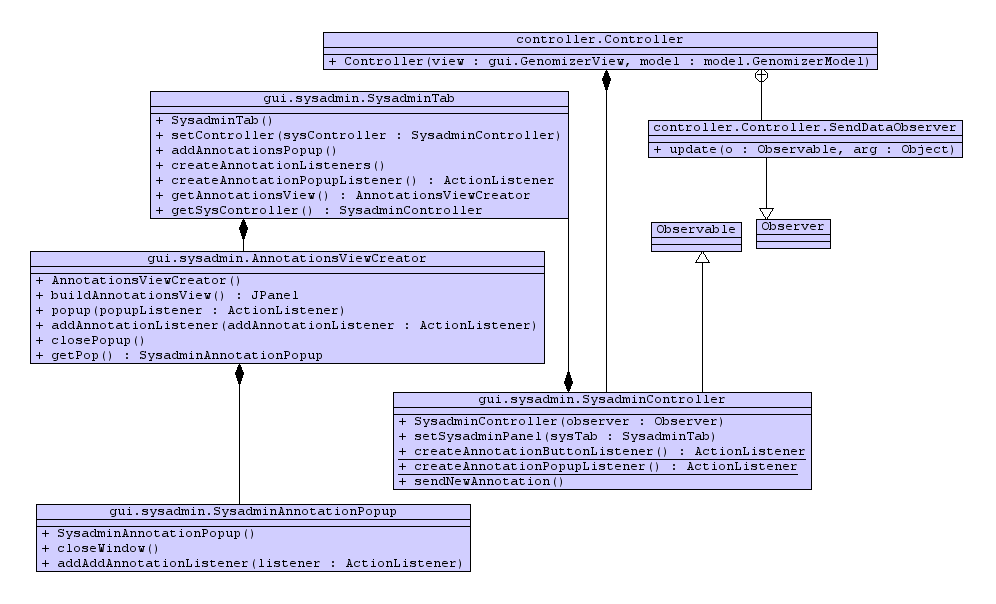 controller.Controller
+ Controller(view : gui.GenomizerView, model : model.GenomizerModel)
gui.sysadmin.SysadminTab
+ SysadminTab()
+ setController(sysController : SysadminController)
+ addAnnotationsPopup()
+ createAnnotationListeners()
+ createAnnotationPopupListener() : ActionListener
+ getAnnotationsView() : AnnotationsViewCreator
+ getSysController() : SysadminController
controller.Controller.SendDataObserver
+ update(o : Observable, arg : Object)
Observable
Observer
gui.sysadmin.AnnotationsViewCreator
+ AnnotationsViewCreator()
+ buildAnnotationsView() : JPanel
+ popup(popupListener : ActionListener)
+ addAnnotationListener(addAnnotationListener : ActionListener)
+ closePopup()
+ getPop() : SysadminAnnotationPopup
gui.sysadmin.SysadminController
+ SysadminController(observer : Observer)
+ setSysadminPanel(sysTab : SysadminTab)
+ createAnnotationButtonListener() : ActionListener
+ createAnnotationPopupListener() : ActionListener
+ sendNewAnnotation()
gui.sysadmin.SysadminAnnotationPopup
+ SysadminAnnotationPopup()
+ closeWindow()
+ addAddAnnotationListener(listener : ActionListener)